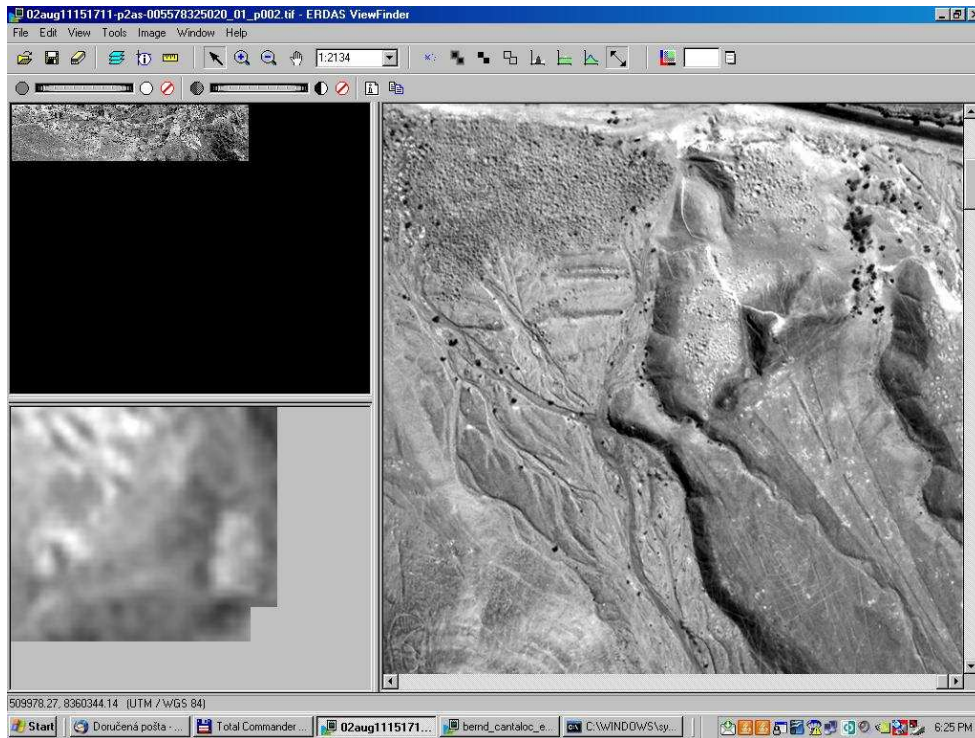 02aug11151711-p2as-005578325020_01_p002.tif - ERDAS ViewFinder
File Edit View Tools Image Window Help
1:2134
509978.27, 8360344.14 (UTM / WGS 84)
Start Doručená pošta - ... Total Commander ... 02aug1115171... bernd_cantaloc_e... C:\WINDOWS\sy... 6:25 PM